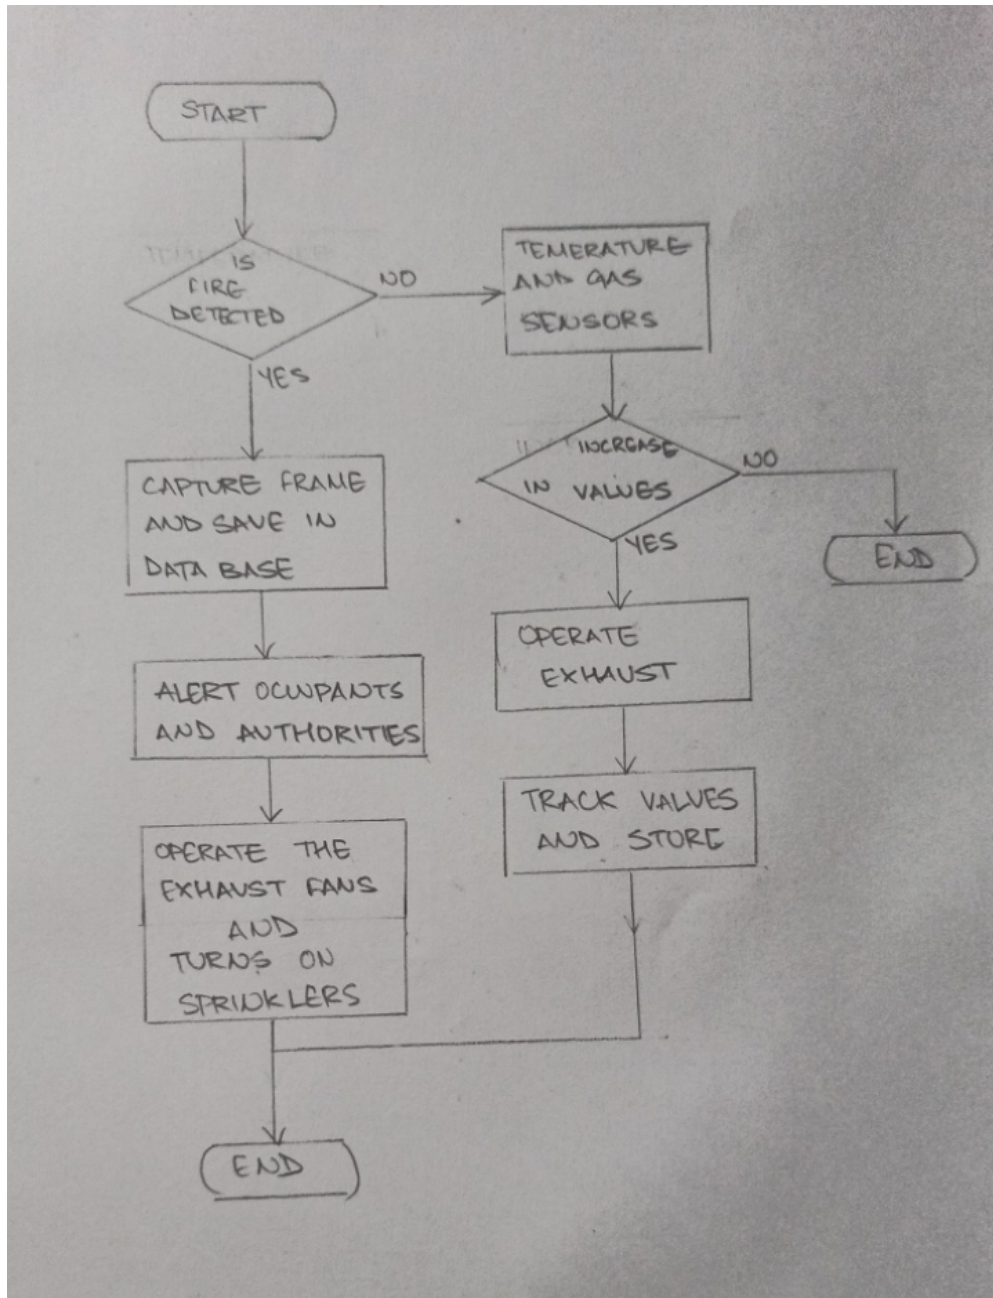 START
IS
FIRE
DETECTED
NO
YES
TEMERATURE
AND GAS
SENSORS
INCREASE
IN VALUES
NO
END
YES
CAPTURE FRAME
AND SAVE IN
DATA BASE
OPERATE
EXHAUST
ALERT OCUPANTS
AND AUTHORITIES
TRACK VALUES
AND STORE
OPERATE THE
EXHAUST FANS
AND
TURNS ON
SPRINKLERS
END